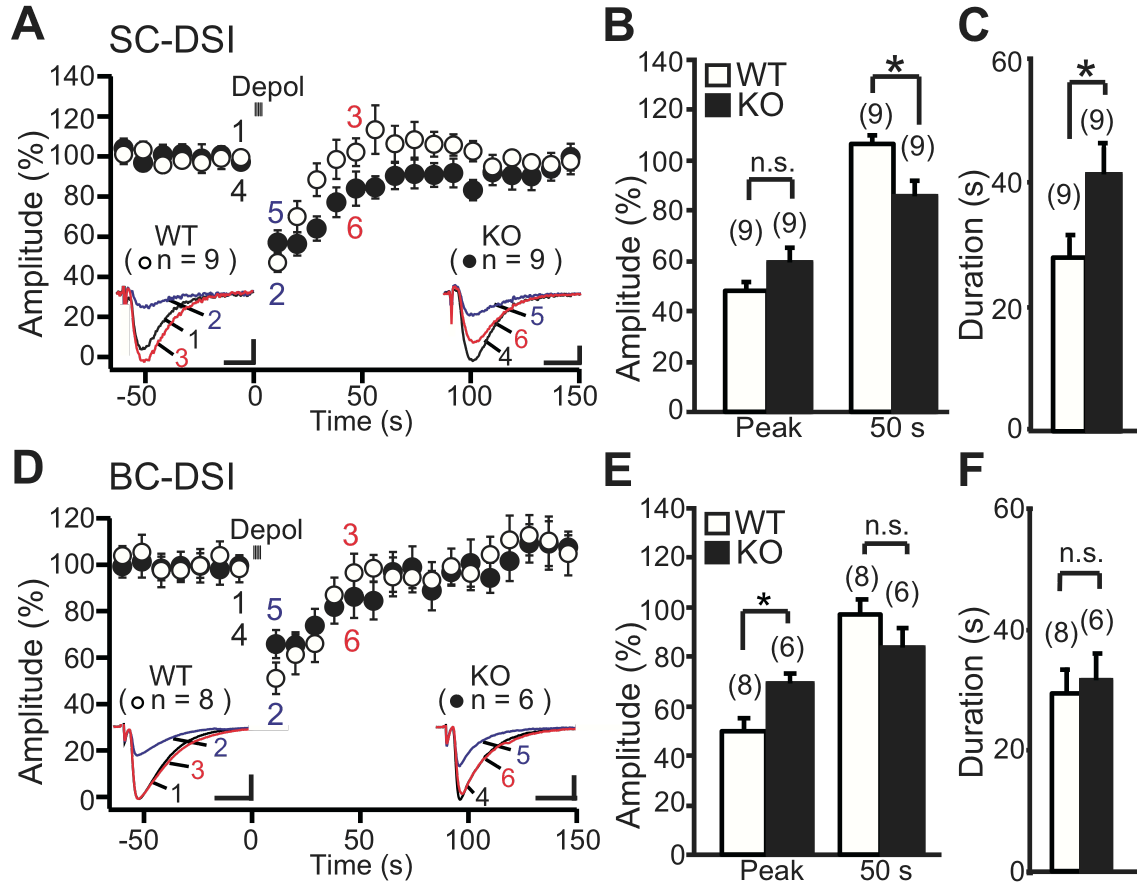 A
SC-DSI
140
120
100
80
60
40
20
0
Amplitude (%)
Depol
1
4
3
6
5
2
WT
( n = 9 )
2
1
3
KO
( n = 9 )
5
6
4
-50
0
50
100
150
Time (s)
B
140
120
100
80
60
40
20
0
Amplitude (%)
WT
KO
*
(9)
(9)
n.s.
(9)
(9)
Peak
50 s
C
60
40
20
0
Duration (s)
*
(9)
(9)
D
BC-DSI
120
100
80
60
40
20
0
Amplitude (%)
Depol
1
4
3
6
5
2
WT
( n = 8 )
2
3
1
KO
( n = 6 )
5
6
4
-50
0
50
100
150
Time (s)
E
140
120
100
80
60
40
20
0
Amplitude (%)
WT
KO
n.s.
(8)
(6)
*
(6)
(8)
Peak
50 s
F
60
40
20
0
Duration (s)
n.s.
(8)
(6)